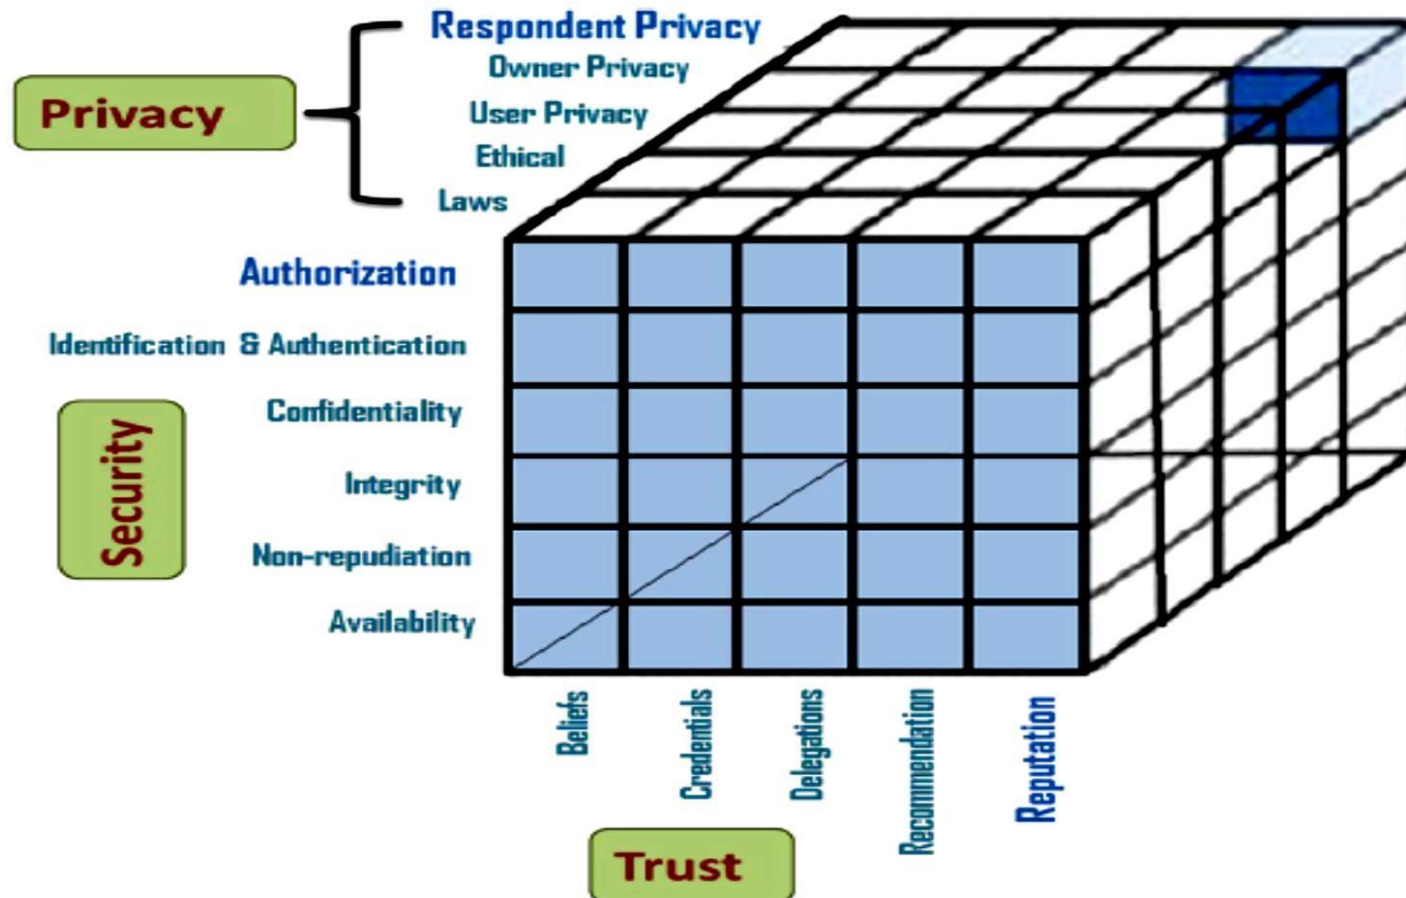 Respondent Privacy
Owner Privacy
Privacy
User Privacy
Ethical
Laws
Authorization
Identification & Authentication
Confidentiality
Security
Integrity
Non-repudiation
Availability
Beliefs
Credentials
Delegations
Recommendation
Reputation
Trust